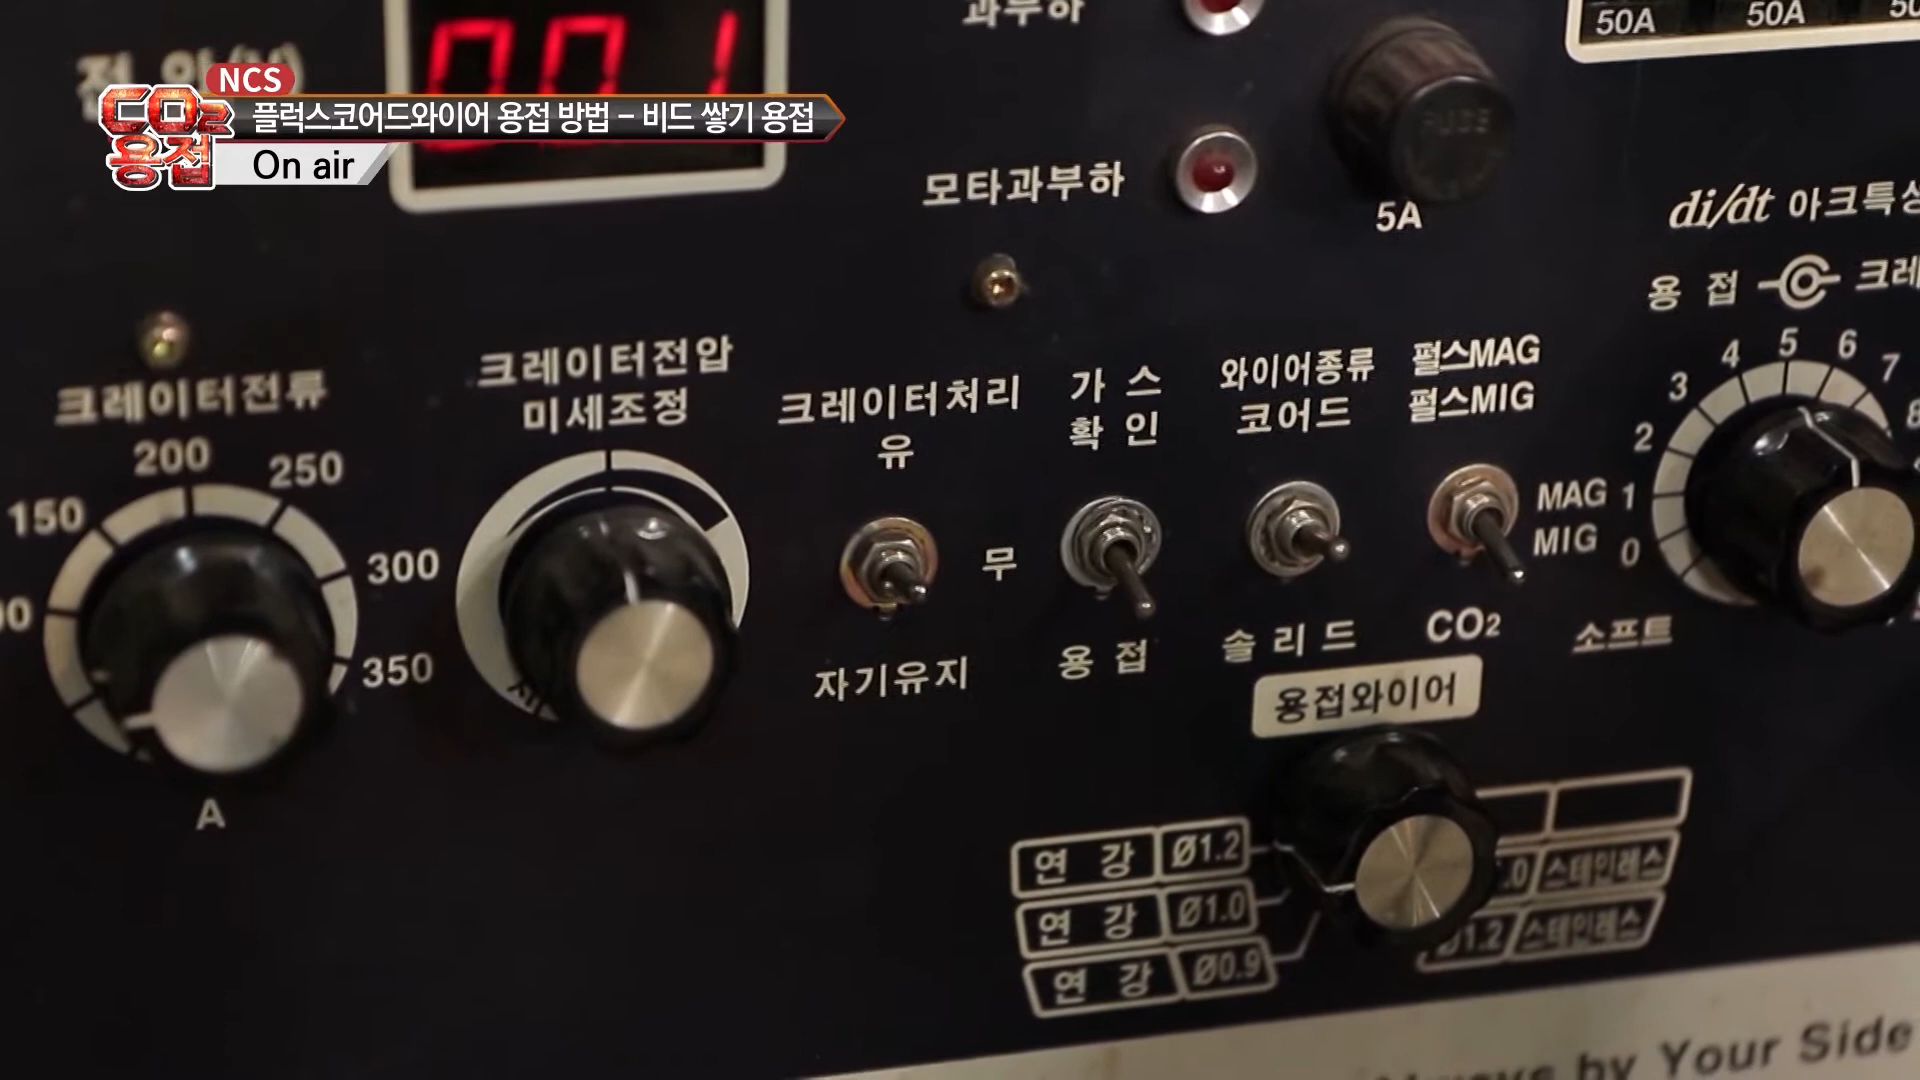 NCS
CO2 용접
플럭스코어드와이어 용접 방법 - 비드 쌓기 용접
On air
001
과부하
50A 50A
모타과부하
FUSE
5A
di/dt 아크특성
용 접
크레이터전류
150 200 250 300 350
A
크레이터전압
미세조정
크레이터처리
유
무
자기유지
가 스
확 인
용 접
와이어종류
코어드
솔 리 드
펄스MAG
펄스MIG
MAG
MIG
CO2
0 1 2 3 4 5 6 7 8
소프트
용접와이어
연 강 Ø1.2
연 강 Ø1.0
연 강 Ø0.9
스테인레스
Ø1.2 스테인레스
by Your Side